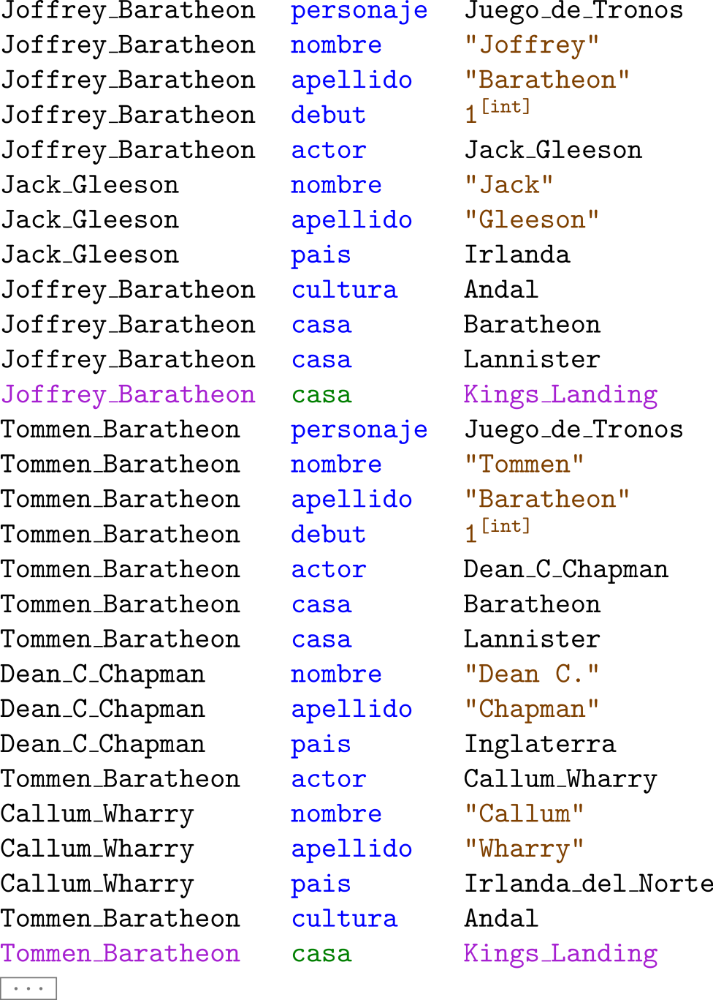 Joffrey_Baratheon personaje Juego_de_Tronos
Joffrey_Baratheon nombre "Joffrey"
Joffrey_Baratheon apellido "Baratheon"
Joffrey_Baratheon debut 1[int]
Joffrey_Baratheon actor Jack_Gleeson
Jack_Gleeson nombre "Jack"
Jack_Gleeson apellido "Gleeson"
Jack_Gleeson pais Irlanda
Joffrey_Baratheon cultura Andal
Joffrey_Baratheon casa Baratheon
Joffrey_Baratheon casa Lannister
Joffrey_Baratheon casa Kings_Landing
Tommen_Baratheon personaje Juego_de_Tronos
Tommen_Baratheon nombre "Tommen"
Tommen_Baratheon apellido "Baratheon"
Tommen_Baratheon debut 1[int]
Tommen_Baratheon actor Dean_C_Chapman
Tommen_Baratheon casa Baratheon
Tommen_Baratheon casa Lannister
Dean_C_Chapman nombre "Dean C."
Dean_C_Chapman apellido "Chapman"
Dean_C_Chapman pais Inglaterra
Tommen_Baratheon actor Callum_Wharry
Callum_Wharry nombre "Callum"
Callum_Wharry apellido "Wharry"
Callum_Wharry pais Irlanda_del_Norte
Tommen_Baratheon cultura Andal
Tommen_Baratheon casa Kings_Landing
...